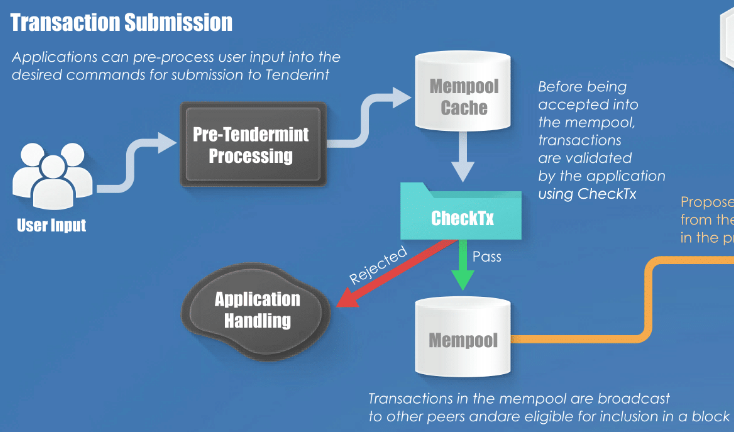 Transaction Submission
Applications can pre-process user input into the
desired commands for submission to Tenderint
Mempool
Cache
Before being
accepted into
the mempool,
transactions
are validated
by the application
using CheckTx
Pre-Tendermint
Processing
User Input
CheckTx
Propose
from the
in the pr
Rejected
Pass
Application
Handling
Mempool
Transactions in the mempool are broadcast
to other peers andare eligible for inclusion in a block